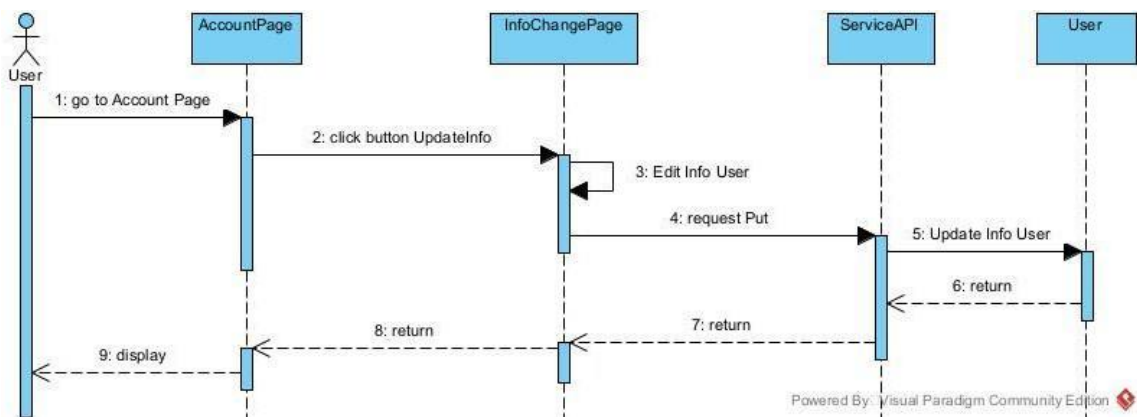 AccountPage
InfoChangePage
ServiceAPI
User
User
1: go to Account Page
2: click button UpdateInfo
3: Edit Info User
4: request Put
5: Update Info User
6: return
7: return
8: return
9: display
Powered By Visual Paradigm Community Edition